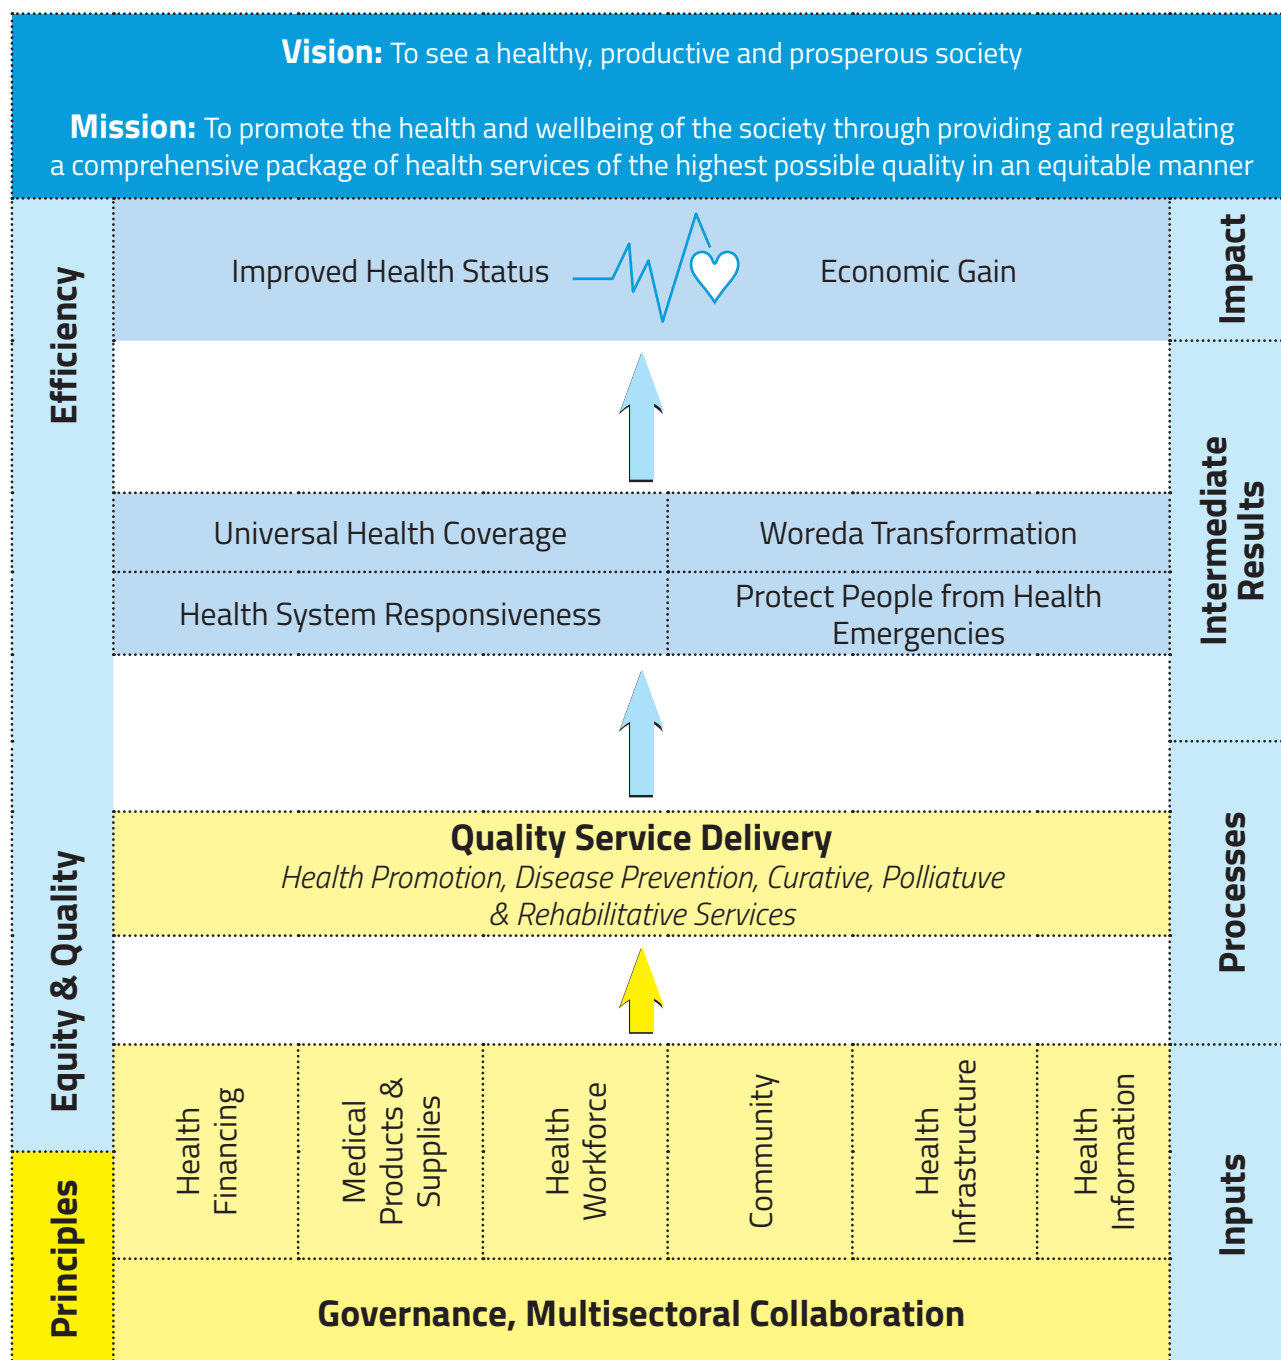 Vision: To see a healthy, productive and prosperous society
Mission: To promote the health and wellbeing of the society through providing and regulating
a comprehensive package of health services of the highest possible quality in an equitable manner
Efficiency
Improved Health Status
Economic Gain
Impact
Universal Health Coverage
Woreda Transformation
Health System Responsiveness
Protect People from Health
Emergencies
Intermediate
Results
Equity & Quality
Quality Service Delivery
Health Promotion, Disease Prevention, Curative, Polliatuve
& Rehabilitative Services
Processes
Health
Financing
Medical
Products &
Supplies
Health
Workforce
Community
Health
Infrastructure
Health
Information
Inputs
Principles
Governance, Multisectoral Collaboration